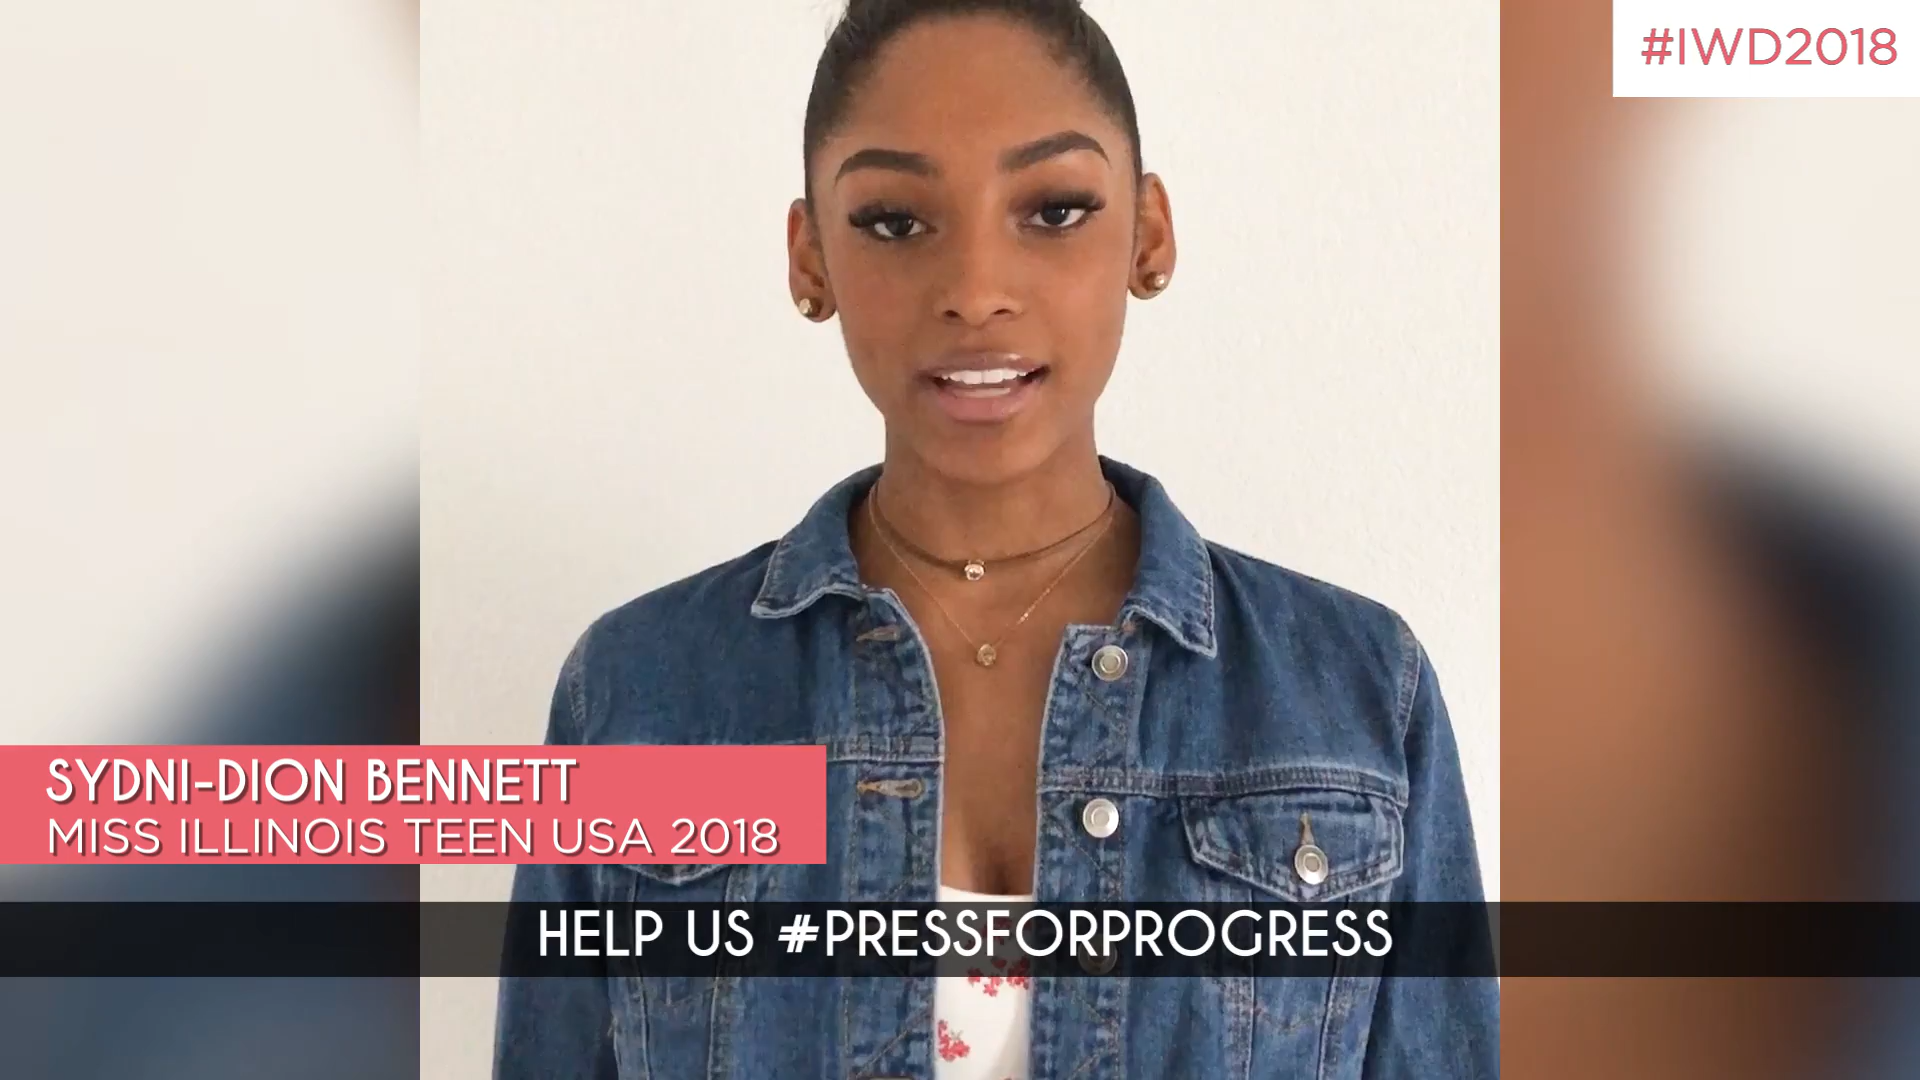 #IWD2018
SYDNI-DION BENNETT
MISS ILLINOIS TEEN USA 2018
HELP US #PRESSFORPROGRESS